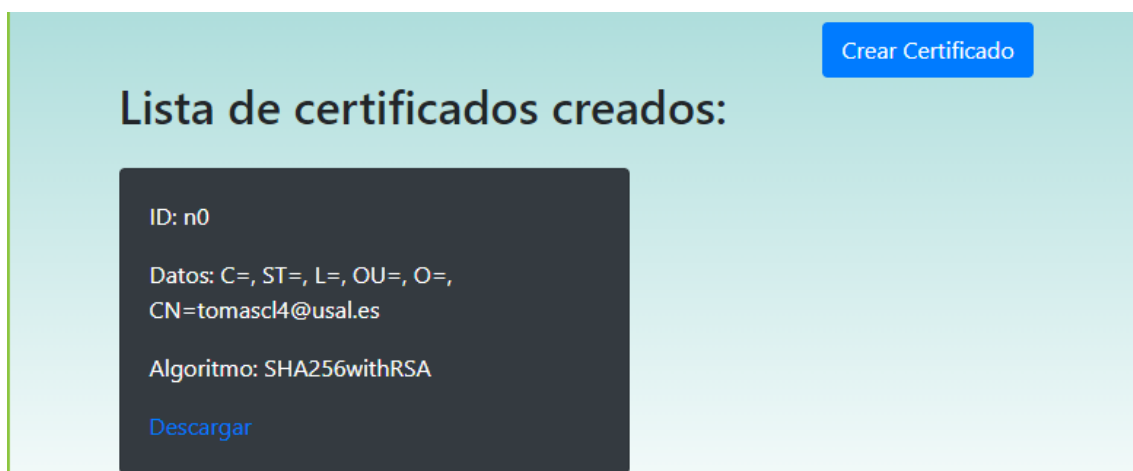 Crear Certificado
Lista de certificados creados:
ID: n0
Datos: C=, ST=, L=, OU=, O=,
CN=tomascl4@usal.es
Algoritmo: SHA256withRSA
Descargar